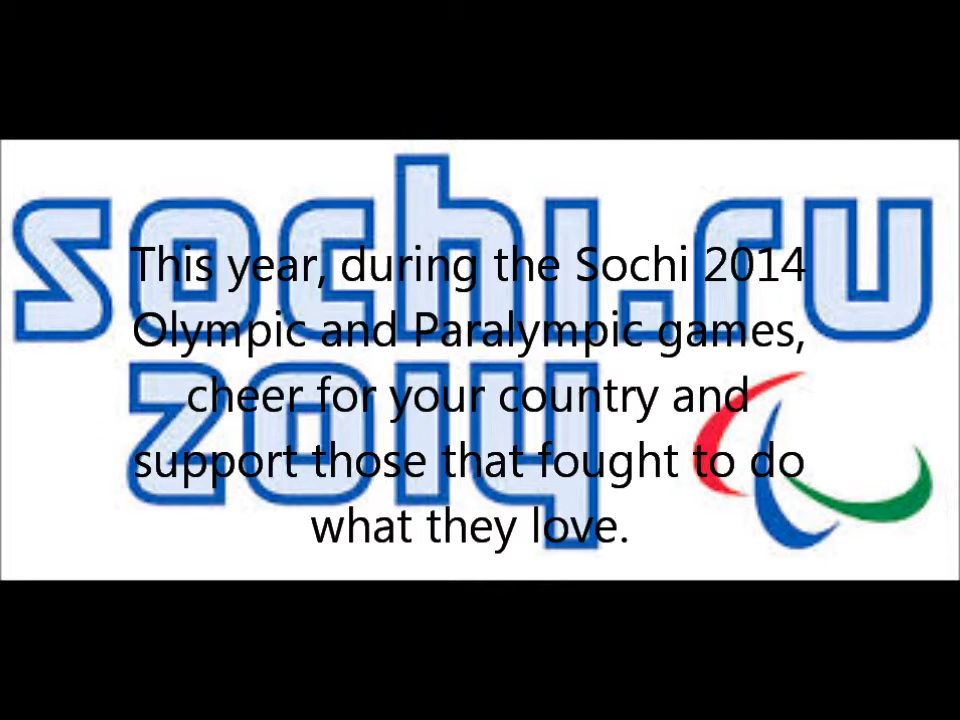 sochi.ru
2014
This year, during the Sochi 2014
Olympic and Paralympic games,
cheer for your country and
support those that fought to do
what they love.